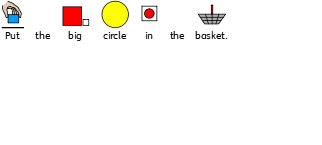 Put the big circle in the basket.